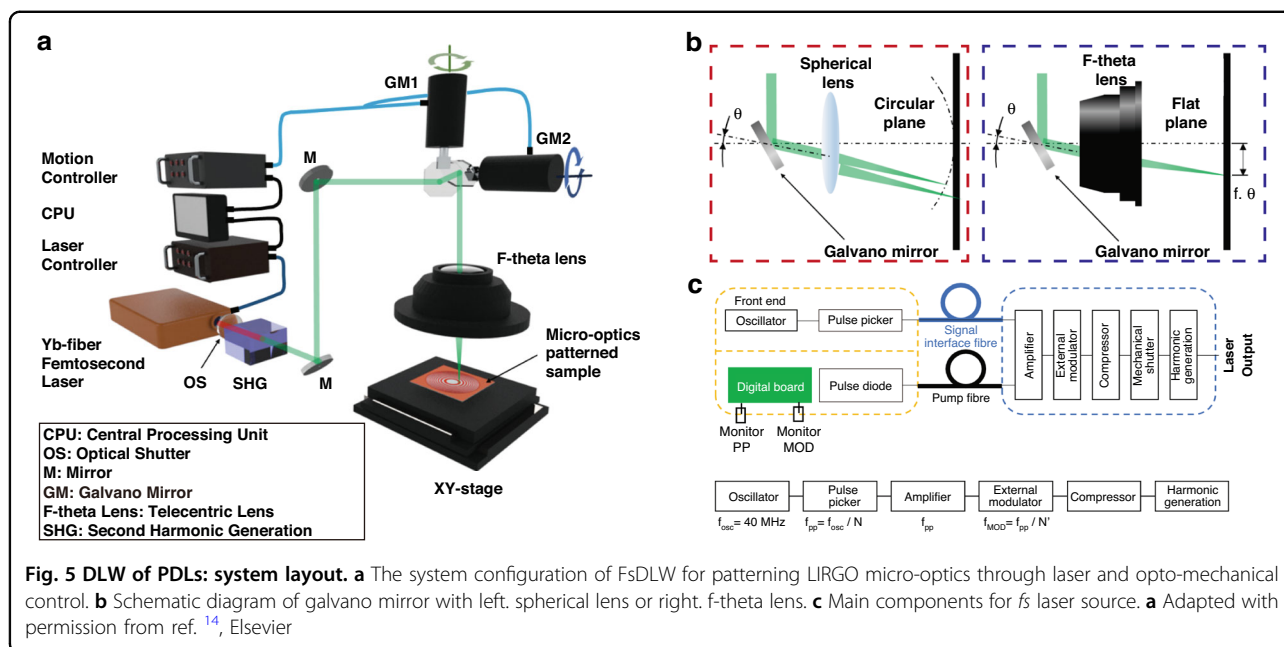 a
GM1
GM2
M
Motion
Controller
CPU
Laser
Controller
F-theta lens
Yb-fiber
Femtosecond
Laser
OS
SHG
M
Micro-optics
patterned
sample
XY-stage
CPU: Central Processing Unit
OS: Optical Shutter
M: Mirror
GM: Galvano Mirror
F-theta Lens: Telecentric Lens
SHG: Second Harmonic Generation
b
Spherical
lens
Circular
plane
θ
Galvano mirror
F-theta
lens
Flat
plane
θ
f. θ
Galvano mirror
c
Front end
Oscillator
Pulse picker
Signal
interface fibre
Digital board
Pulse diode
Pump fibre
Monitor
PP
Monitor
MOD
Amplifier
External
modulator
Compressor
Mechanical
shutter
Harmonic
generation
Laser
Output
Oscillator
Pulse
picker
Amplifier
External
modulator
Compressor
Harmonic
generation
fosc= 40 MHz
fpp= fosc / N
fpp
fMOD= fpp / N'
Fig. 5 DLW of PDLs: system layout. a The system configuration of FsDLW for patterning LIRGO micro-optics through laser and opto-mechanical
control. b Schematic diagram of galvano mirror with left. spherical lens or right. f-theta lens. c Main components for fs laser source. a Adapted with
permission from ref. 14, Elsevier